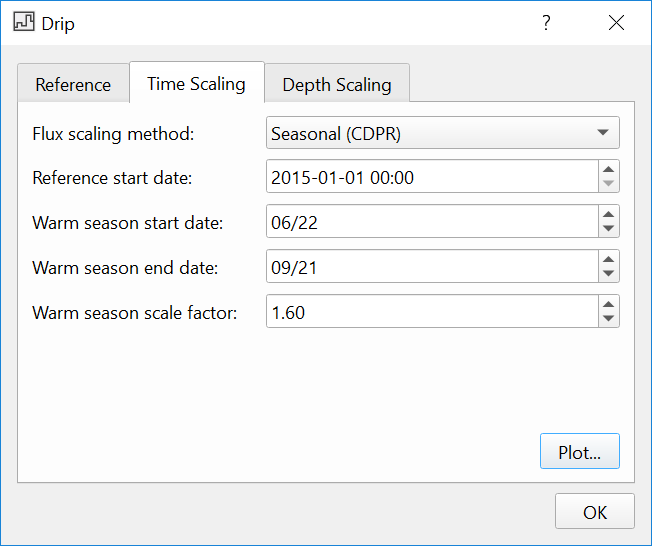 Drip
?
Reference Time Scaling Depth Scaling
Flux scaling method: Seasonal (CDPR)
Reference start date: 2015-01-01 00:00
Warm season start date: 06/22
Warm season end date: 09/21
Warm season scale factor: 1.60
Plot...
OK